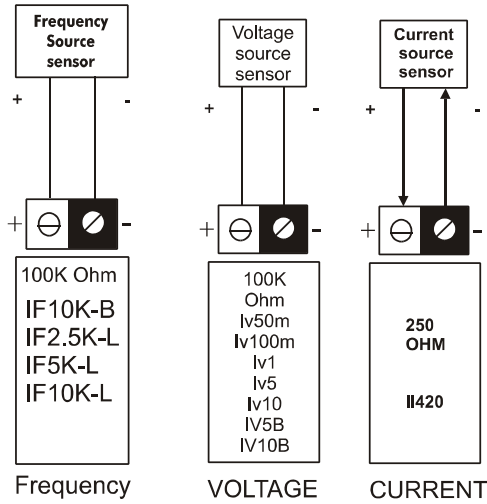 Frequency
Source
sensor
+ -
+ -
100K Ohm
IF10K-B
IF2.5K-L
IF5K-L
IF10K-L
Frequency
Voltage
source
sensor
+ -
+ -
100K
Ohm
Iv50m
Iv100m
Iv1
Iv5
Iv10
IV5B
IV10B
VOLTAGE
Current
source
sensor
+ -
+ -
250
OHM
II420
CURRENT